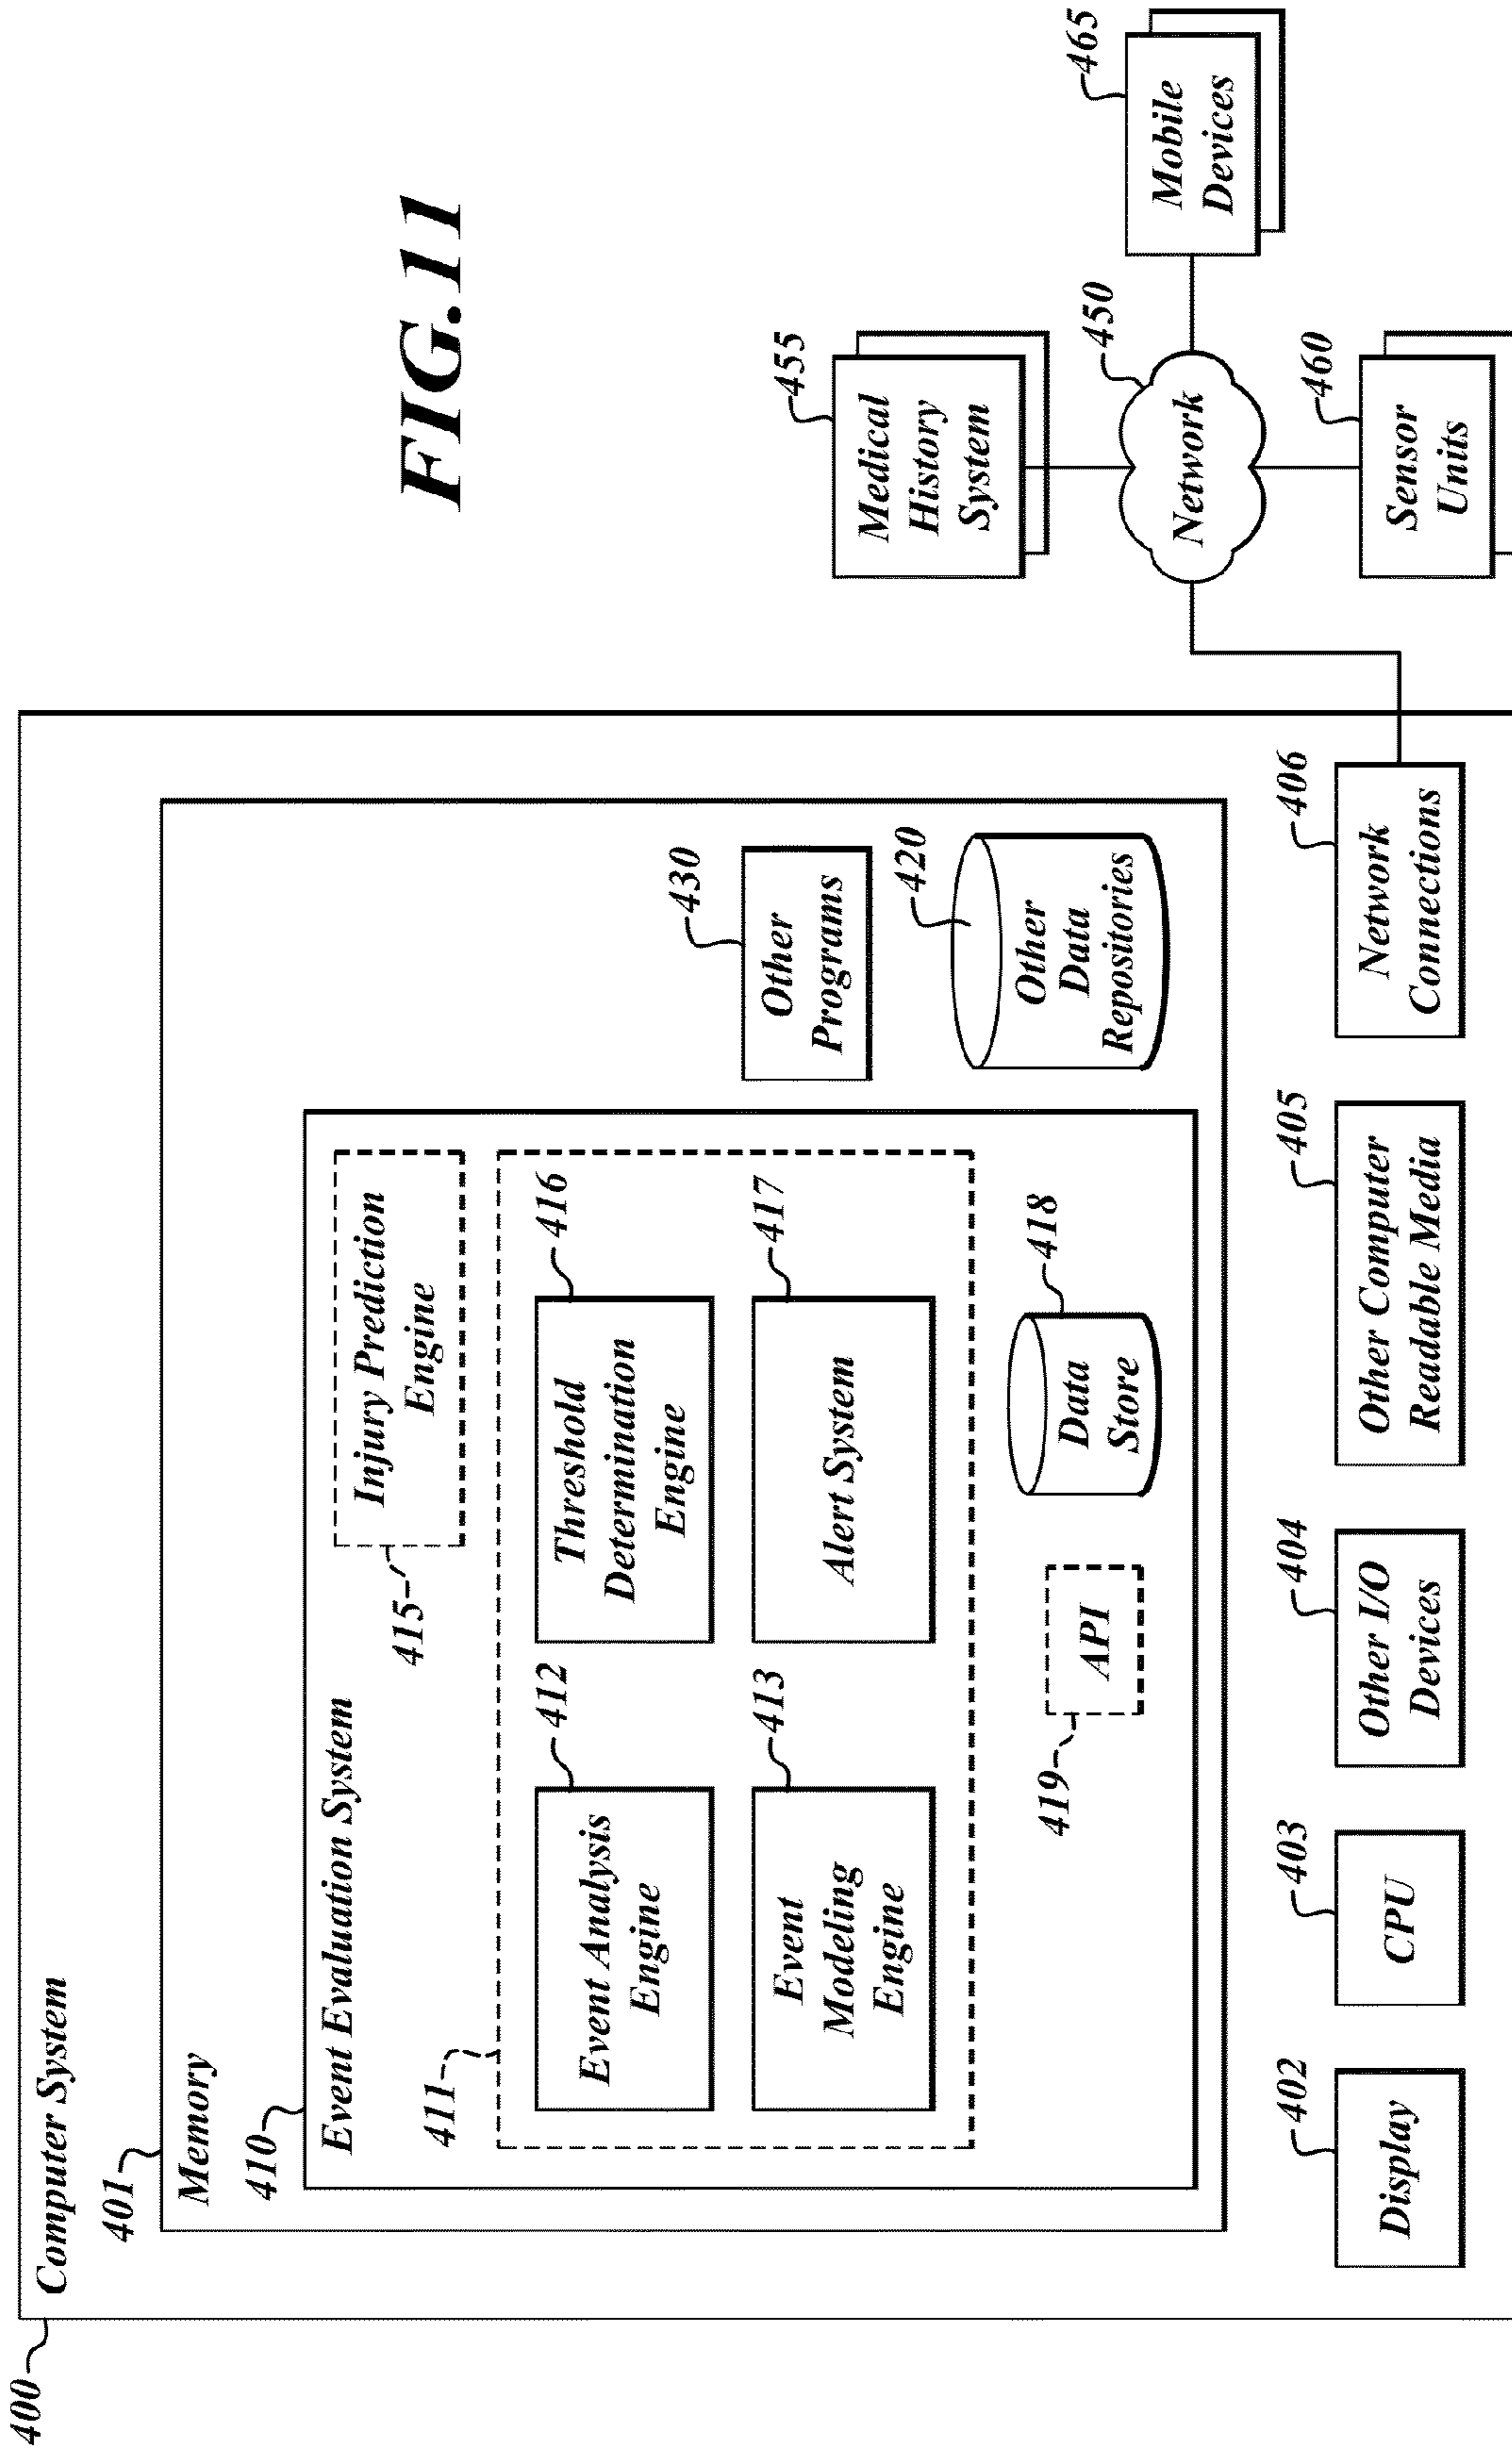 FIG.11
400
Computer System
401
Memory
410
Event Evaluation System
415
Injury Prediction
Engine
411
412
Event Analysis
Engine
416
Threshold
Determination
Engine
413
Event
Modeling
Engine
417
Alert System
419
API
418
Data
Store
430
Other
Programs
420
Other
Data
Repositories
402
Display
403
CPU
404
Other I/O
Devices
405
Other Computer
Readable Media
406
Network
Connections
455
Medical
History
System
450
Network
465
Mobile
Devices
460
Sensor
Units